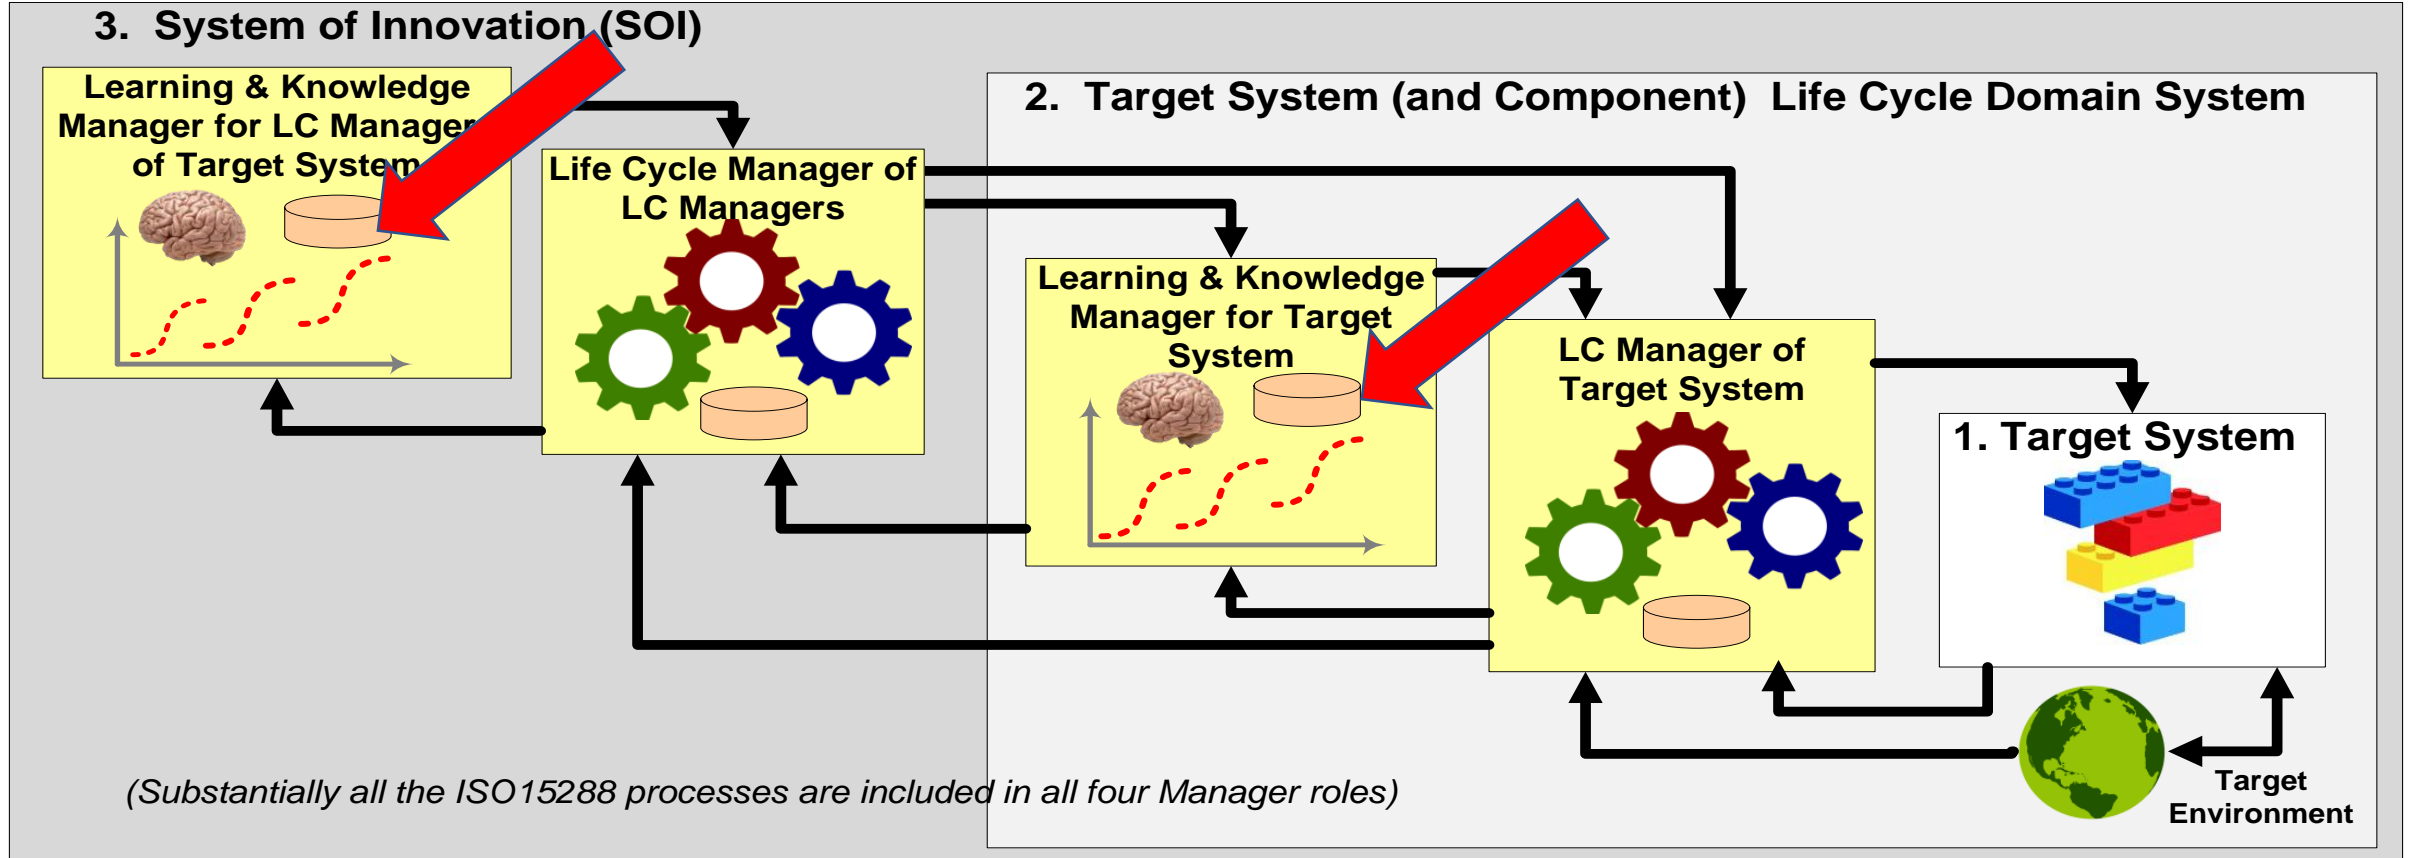 3. System of Innovation (SOI)
Learning & Knowledge
Manager for LC Manager
of Target System
Life Cycle Manager of
LC Managers
2. Target System (and Component) Life Cycle Domain System
Learning & Knowledge
Manager for Target
System
LC Manager of
Target System
1. Target System
Target
Environment
(Substantially all the ISO15288 processes are included in all four Manager roles)